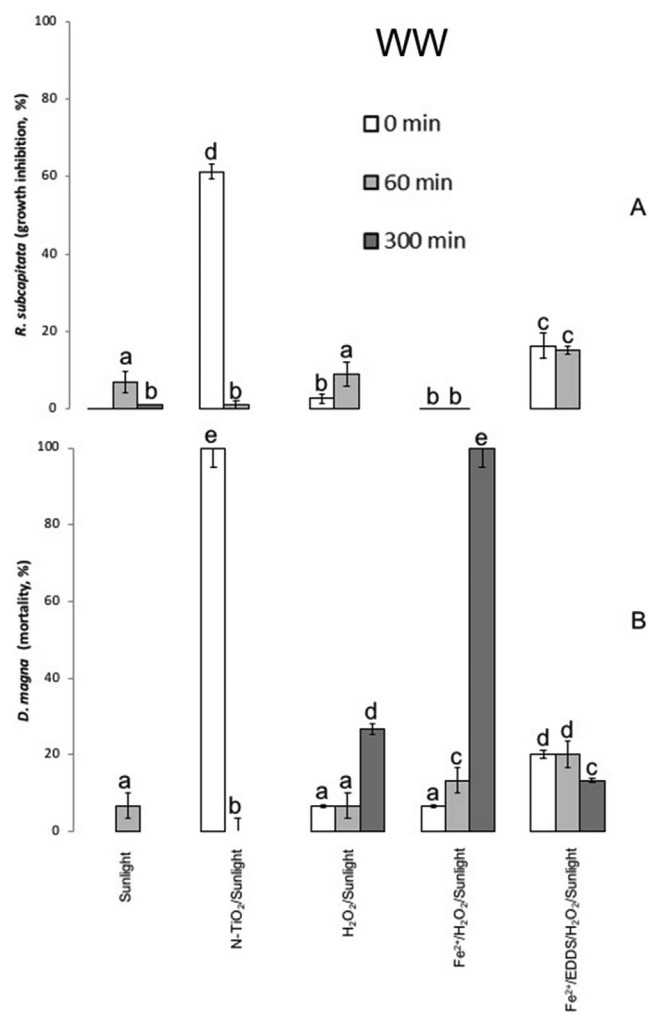 WW
0 min
60 min
300 min
A
R. subcapitata (growth inhibition, %)
100
80
60
40
20
0
a
b
d
b
b
a
b b
c c
B
D. magna (mortality, %)
100
80
60
40
20
0
a
e
b
a a d
a c e
d d c
Sunlight
N-TiO₂/Sunlight
H₂O₂/Sunlight
Fe²⁺/H₂O₂/Sunlight
Fe²⁺/EDDS/H₂O₂/Sunlight